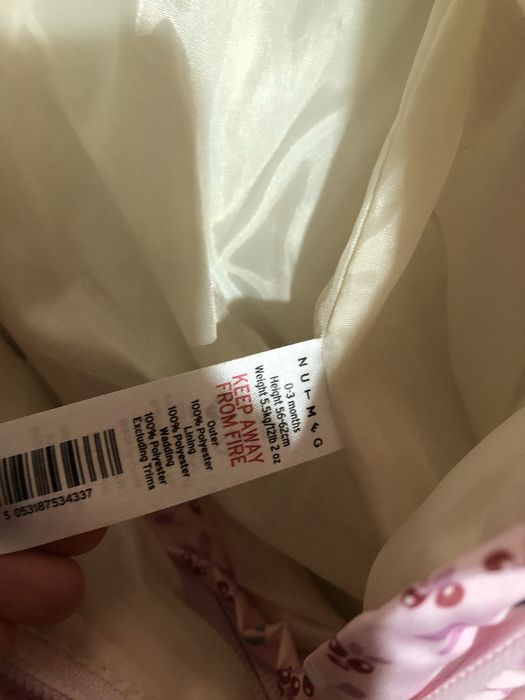 NUTMEG
0-3 months
Height 56-62cm
Weight 5.5kg/12lb 2 oz
KEEP AWAY
FROM FIRE
Outer
100% Polyester
Lining
100% Polyester
Wadding
100% Polyester
Excluding Trims
5 053187534337